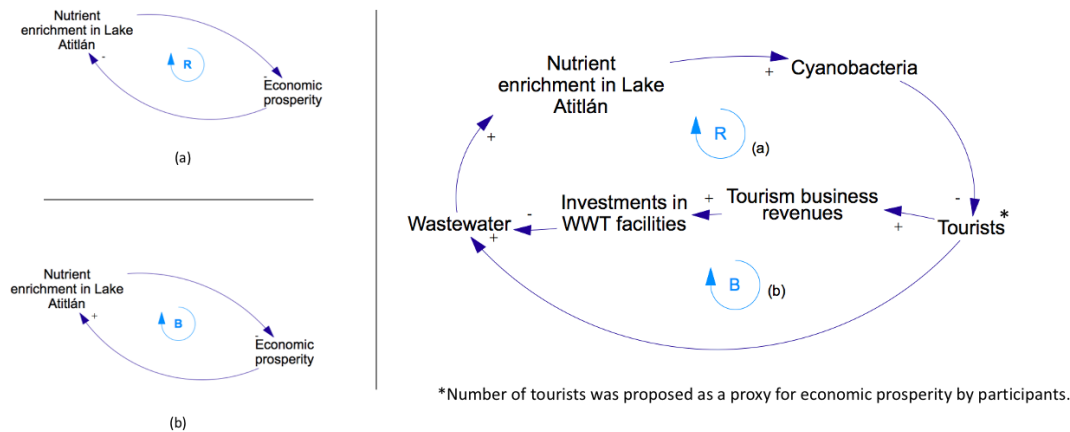 Nutrient
enrichment in Lake
Atitlán
-
R
-
Economic
prosperity
(a)
Nutrient
enrichment in Lake
Atitlán
+
B
-
Economic
prosperity
(b)
Nutrient
enrichment in Lake
Atitlán
+
Cyanobacteria
+
R
(a)
Wastewater
+
-
Investments in
WWT facilities
+
Tourism business
revenues
+
-
Tourists*
B
(b)
*Number of tourists was proposed as a proxy for economic prosperity by participants.